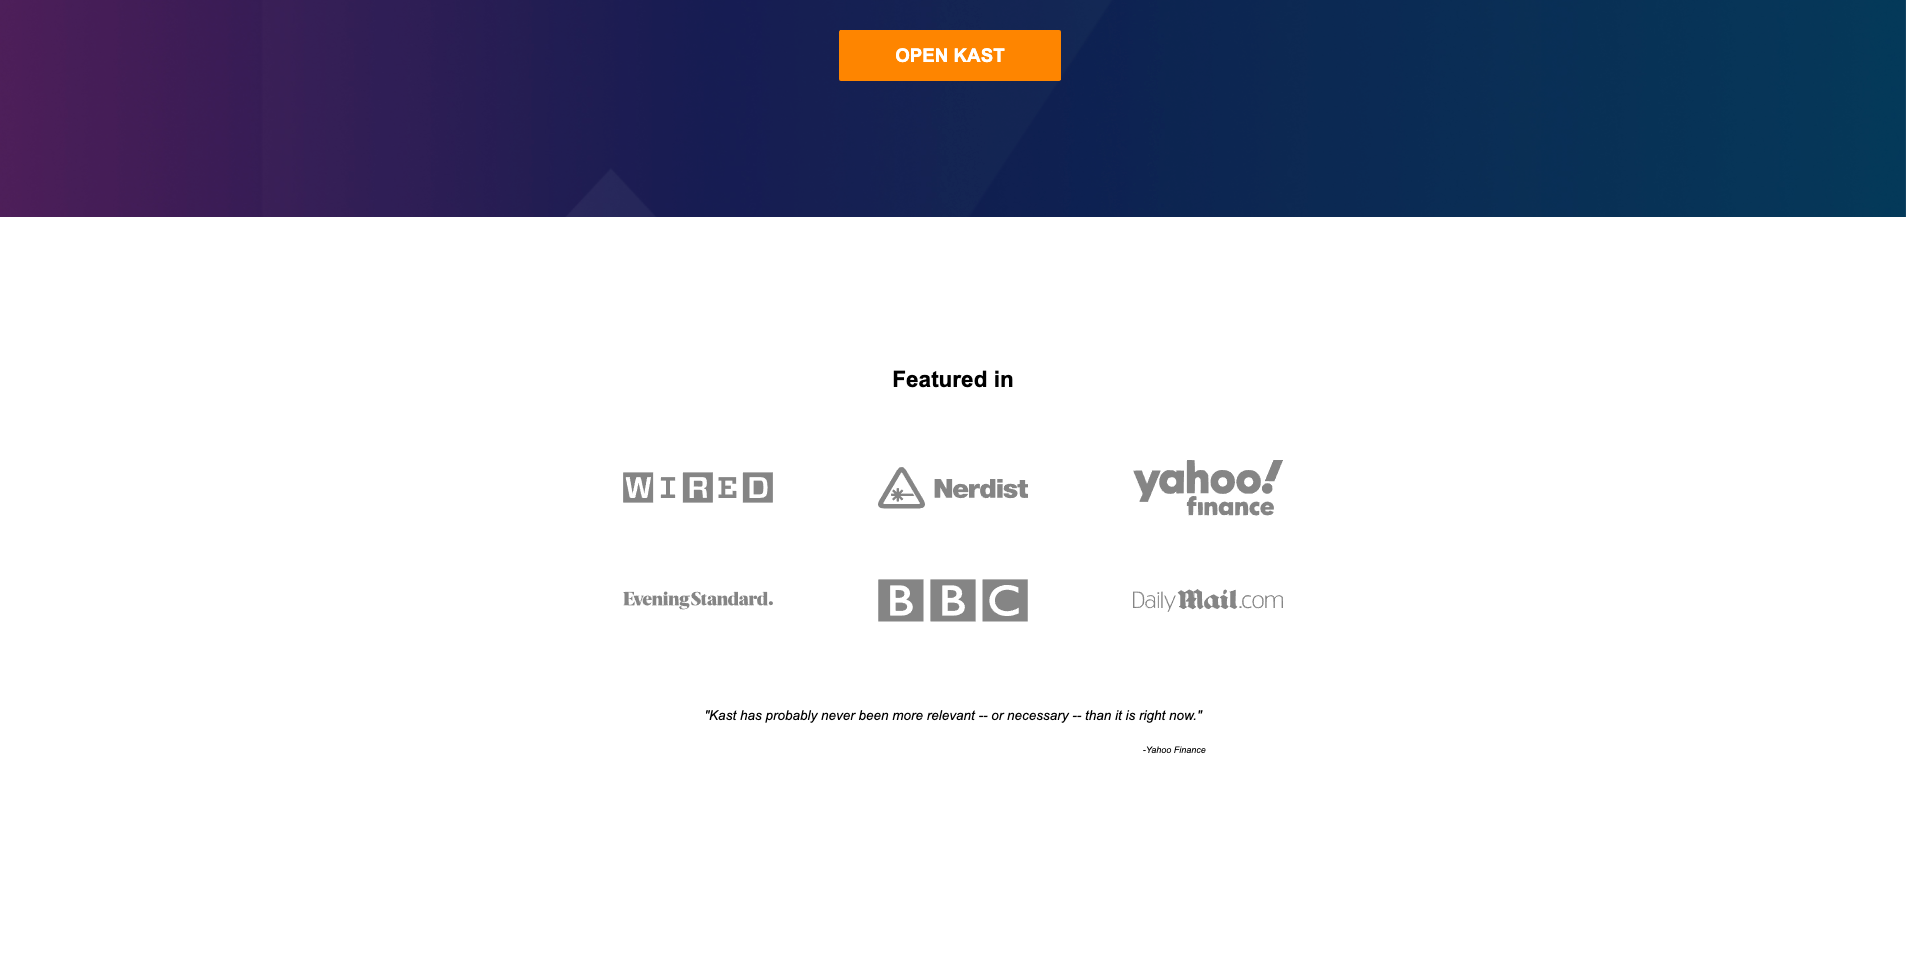 OPEN KAST
Featured in
WIRED
Nerdist
yahoo!
finance
EveningStandard.
BBC
DailyMail.com
"Kast has probably never been more relevant -- or necessary -- than it is right now."
-Yahoo Finance